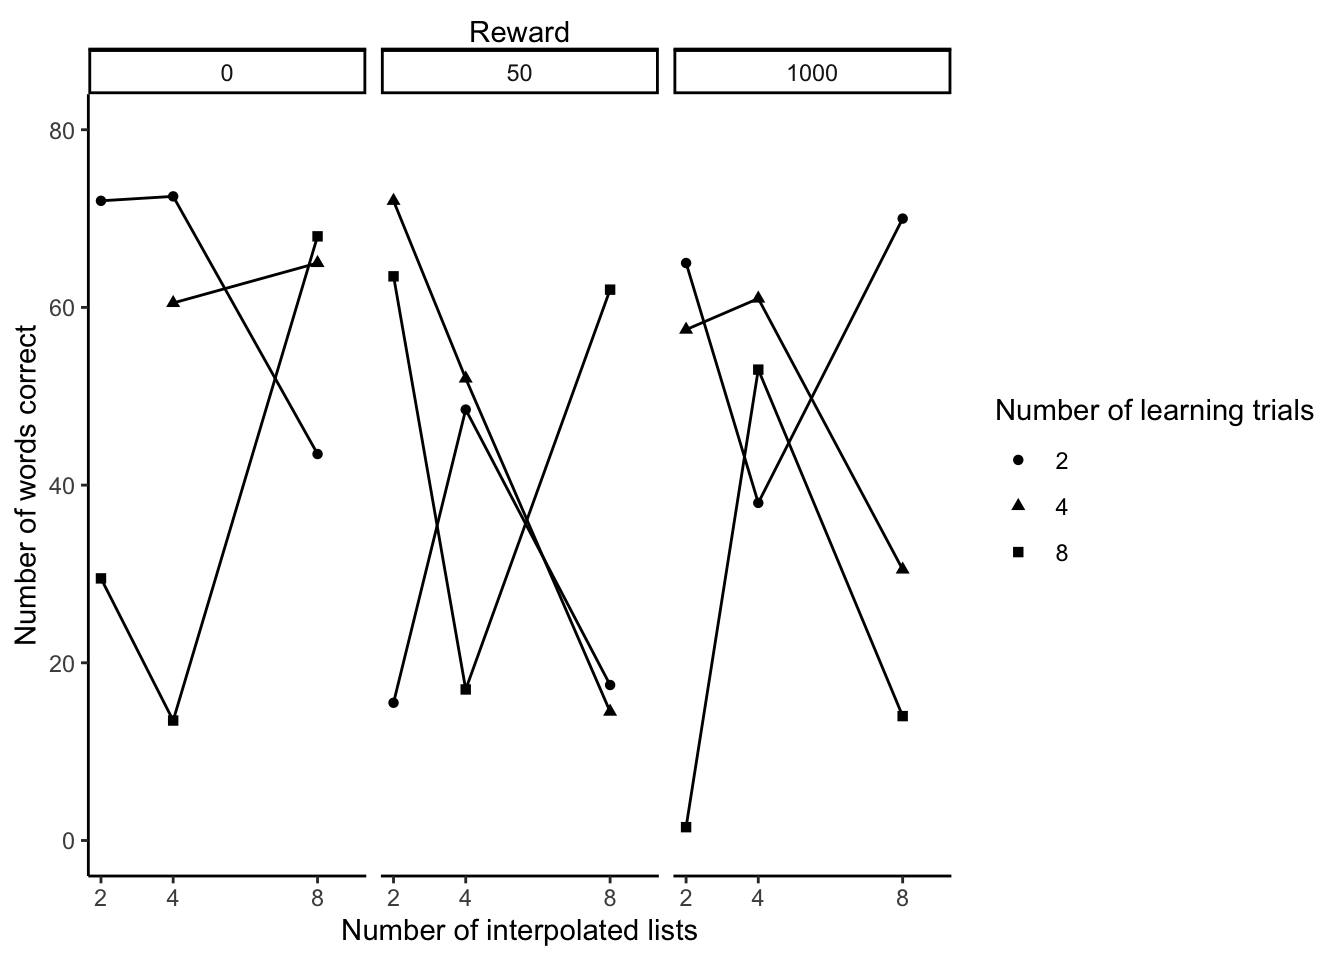 Reward
0 50 1000
80
60
40
20
0
Number of words correct
2 4 8 2 4 8 2 4 8
Number of interpolated lists
Number of learning trials
2
4
8